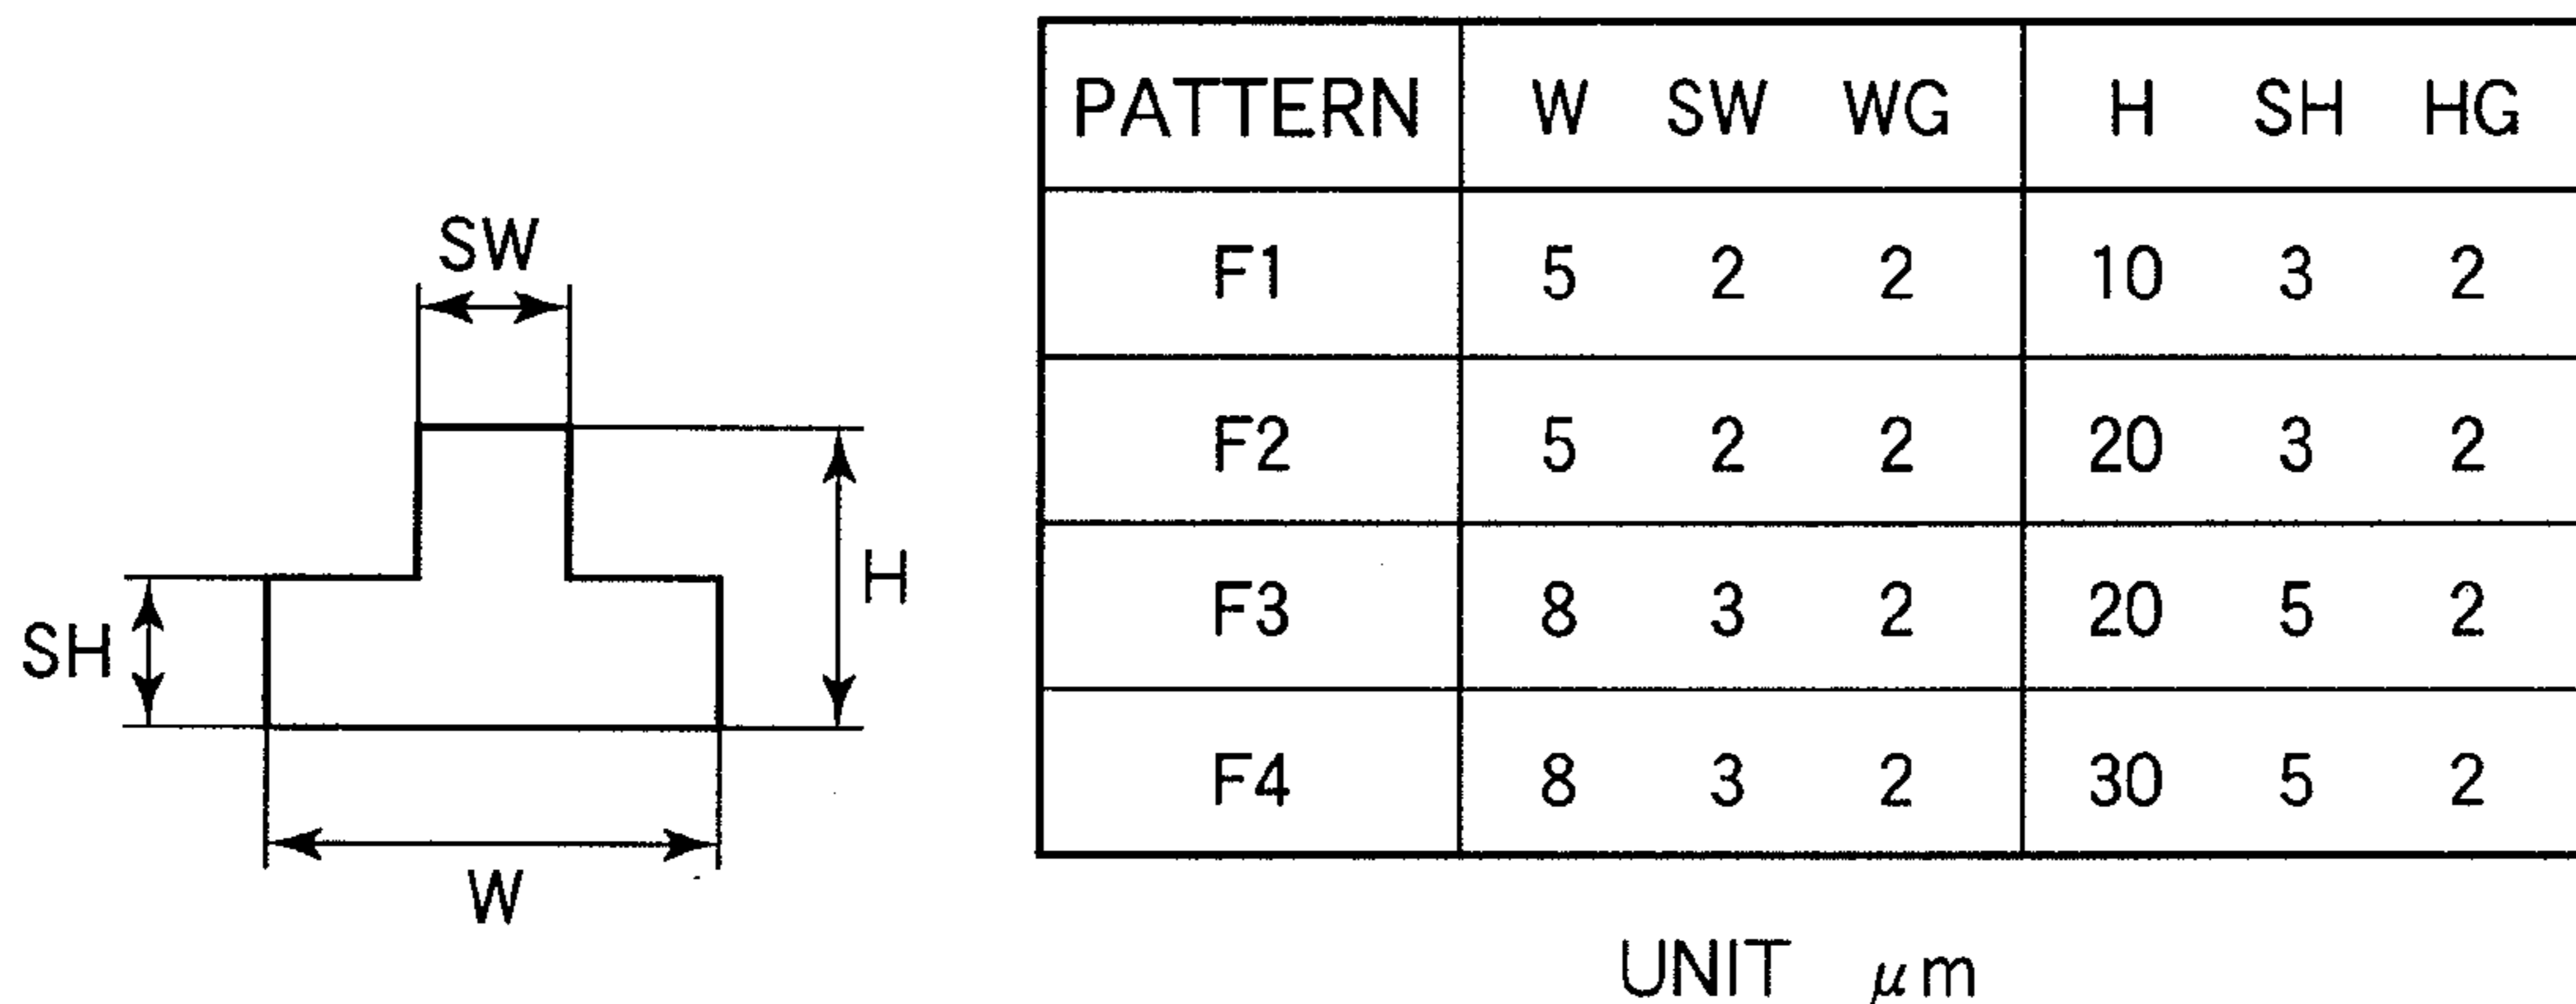 SW
SH
H
W
PATTERN W SW WG H SH HG
F1 5 2 2 10 3 2
F2 5 2 2 20 3 2
F3 8 3 2 20 5 2
F4 8 3 2 30 5 2
UNIT μm